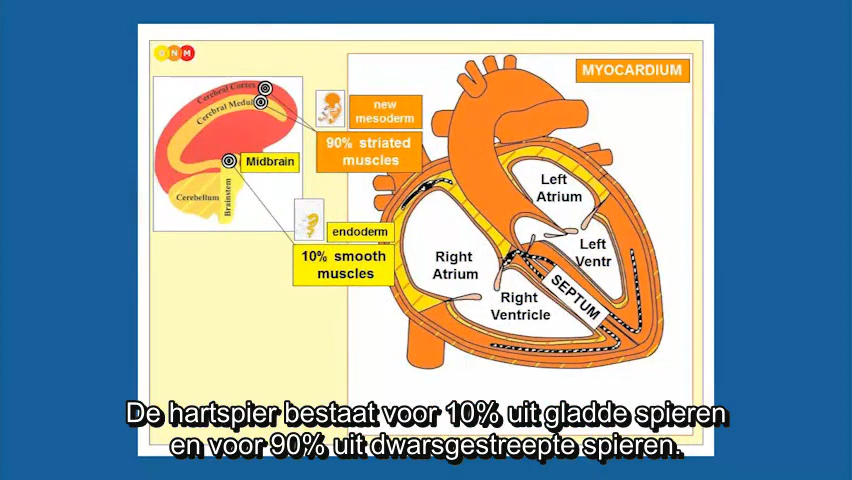 GNM
MYOCARDIUM
Cerebral Cortex
Cerebral Medul
new
mesoderm
90% striated
muscles
Midbrain
Cerebellum
Brainstem
endoderm
10% smooth
muscles
Left
Atrium
Left
Ventr
Right
Atrium
Right
Ventricle
SEPTUM
De hartspier bestaat voor 10% uit gladde spieren
en voor 90% uit dwarsgestreepte spieren.